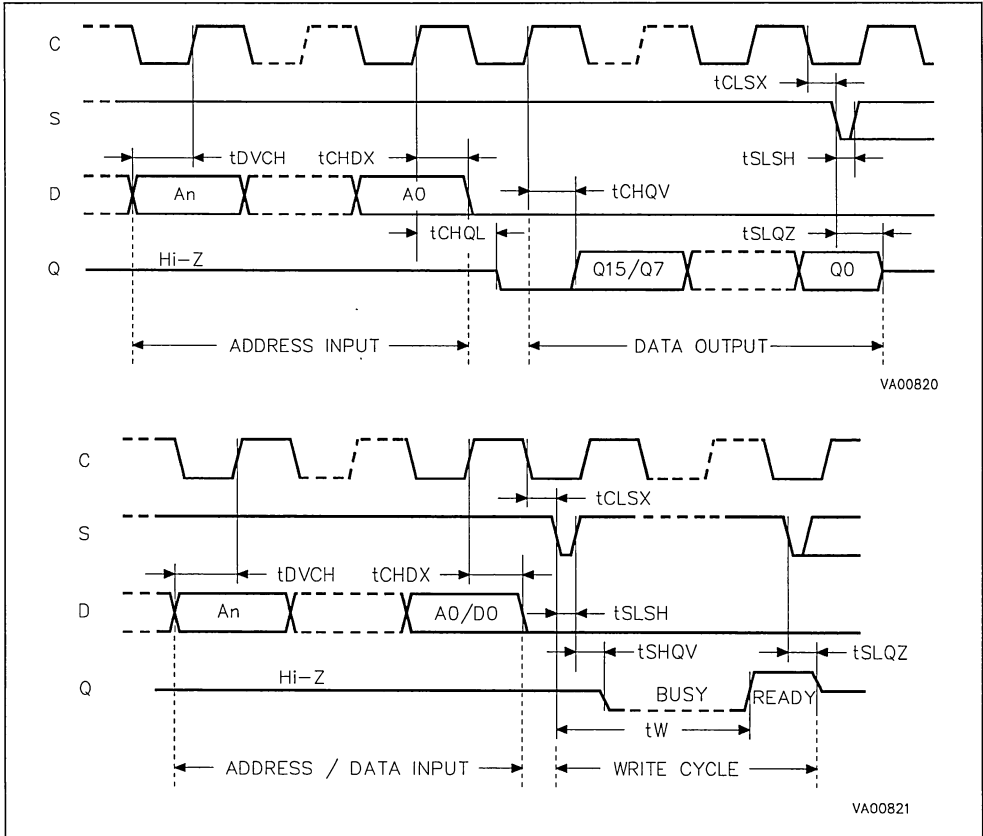 C
tCLSX
S
tSLSH
tDVCH tCHDX
D An A0 tCHQV
tCHQL tSLQZ
Q Hi-Z Q15/Q7 Q0
ADDRESS INPUT DATA OUTPUT
VA00820
C
tCLSX
S
tDVCH tCHDX
D An A0/D0 tSLSH
tSHQV tSLQZ
Q Hi-Z BUSY READY
tW
ADDRESS / DATA INPUT WRITE CYCLE
VA00821